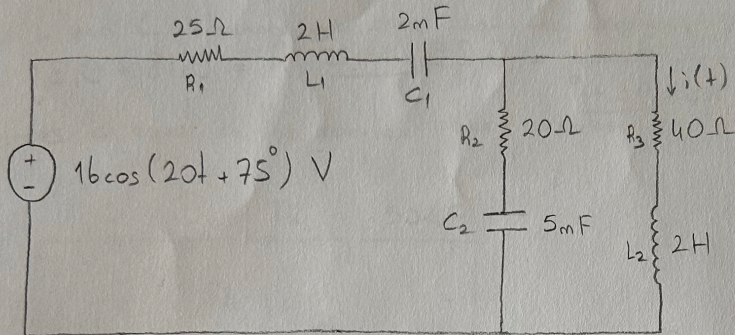 25Ω 2H 2mF
R₁ L₁ C₁
↓i(t)
R₂ 20Ω R₃ 40Ω
+
-
16cos(20t + 75°) V
C₂ 5mF
L₂ 2H